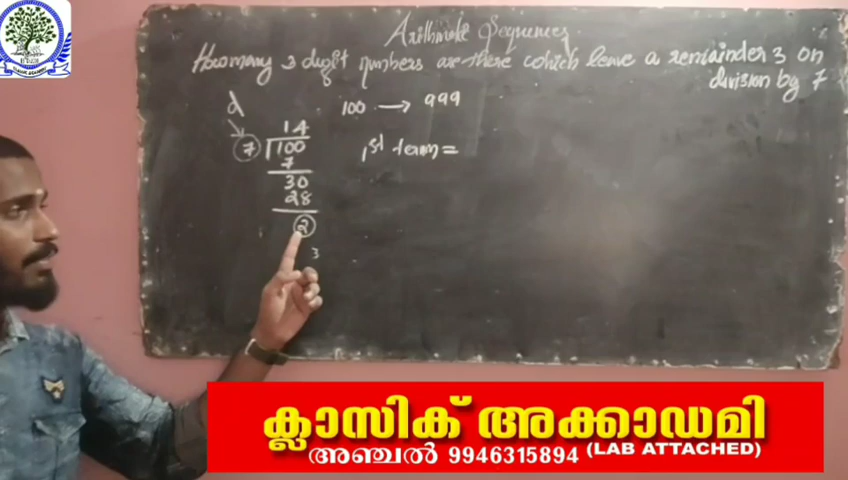 Arithmetic Sequences
How many 3 digit numbers are there which leave a remainder 3 on
division by 7
100 → 999
d
14
7 100
7
30
28
2
3
1st term =
ക്ലാസിക് അക്കാഡമി
അഞ്ചൽ 9946315894 (LAB ATTACHED)